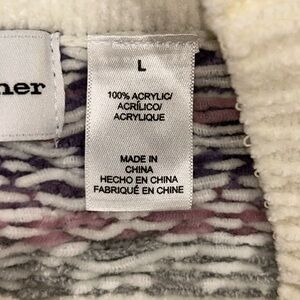 ner
L
100% ACRYLIC/
ACRÍLICO/
ACRYLIQUE
MADE IN
CHINA
HECHO EN CHINA
FABRIQUÉ EN CHINE